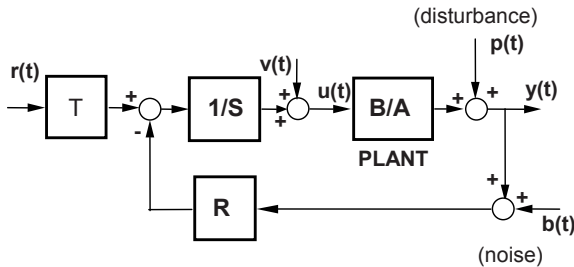 (disturbance)
p(t)
r(t)
v(t)
u(t)
y(t)
T
+
-
1/S
+
+
B/A
+
+
PLANT
R
+
+
b(t)
(noise)